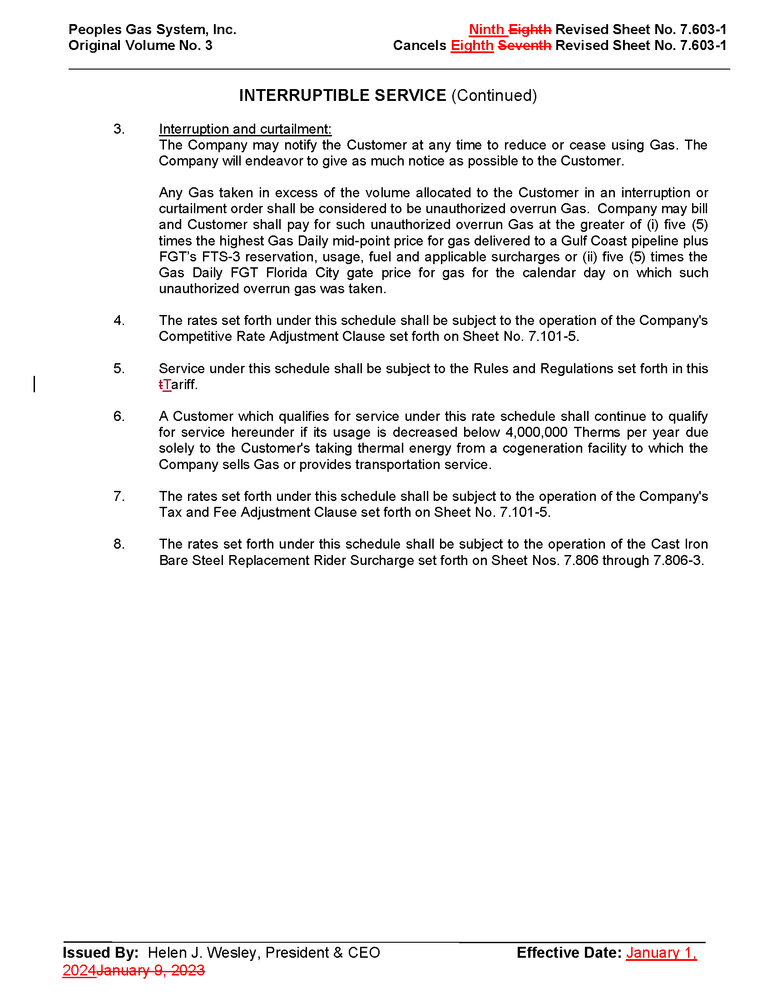 Peoples Gas System, Inc.
Original Volume No. 3
Ninth Eighth Revised Sheet No. 7.603-1
Cancels Eighth Seventh Revised Sheet No. 7.603-1
INTERRUPTIBLE SERVICE (Continued)
3. Interruption and curtailment:
The Company may notify the Customer at any time to reduce or cease using Gas. The
Company will endeavor to give as much notice as possible to the Customer.
Any Gas taken in excess of the volume allocated to the Customer in an interruption or
curtailment order shall be considered to be unauthorized overrun Gas.  Company may bill
and Customer shall pay for such unauthorized overrun Gas at the greater of (i) five (5)
times the highest Gas Daily mid-point price for gas delivered to a Gulf Coast pipeline plus
FGT’s FTS-3 reservation, usage, fuel and applicable surcharges or (ii) five (5) times the
Gas Daily FGT Florida City gate price for gas for the calendar day on which such
unauthorized overrun gas was taken.
4. The rates set forth under this schedule shall be subject to the operation of the Company's
Competitive Rate Adjustment Clause set forth on Sheet No. 7.101-5.
5. Service under this schedule shall be subject to the Rules and Regulations set forth in this
tTariff.
6. A Customer which qualifies for service under this rate schedule shall continue to qualify
for service hereunder if its usage is decreased below 4,000,000 Therms per year due
solely to the Customer's taking thermal energy from a cogeneration facility to which the
Company sells Gas or provides transportation service.
7. The rates set forth under this schedule shall be subject to the operation of the Company's
Tax and Fee Adjustment Clause set forth on Sheet No. 7.101-5.
8. The rates set forth under this schedule shall be subject to the operation of the Cast Iron
Bare Steel Replacement Rider Surcharge set forth on Sheet Nos. 7.806 through 7.806-3.
Issued By:  Helen J. Wesley, President & CEO Effective Date: January 1,
2024January 9, 2023